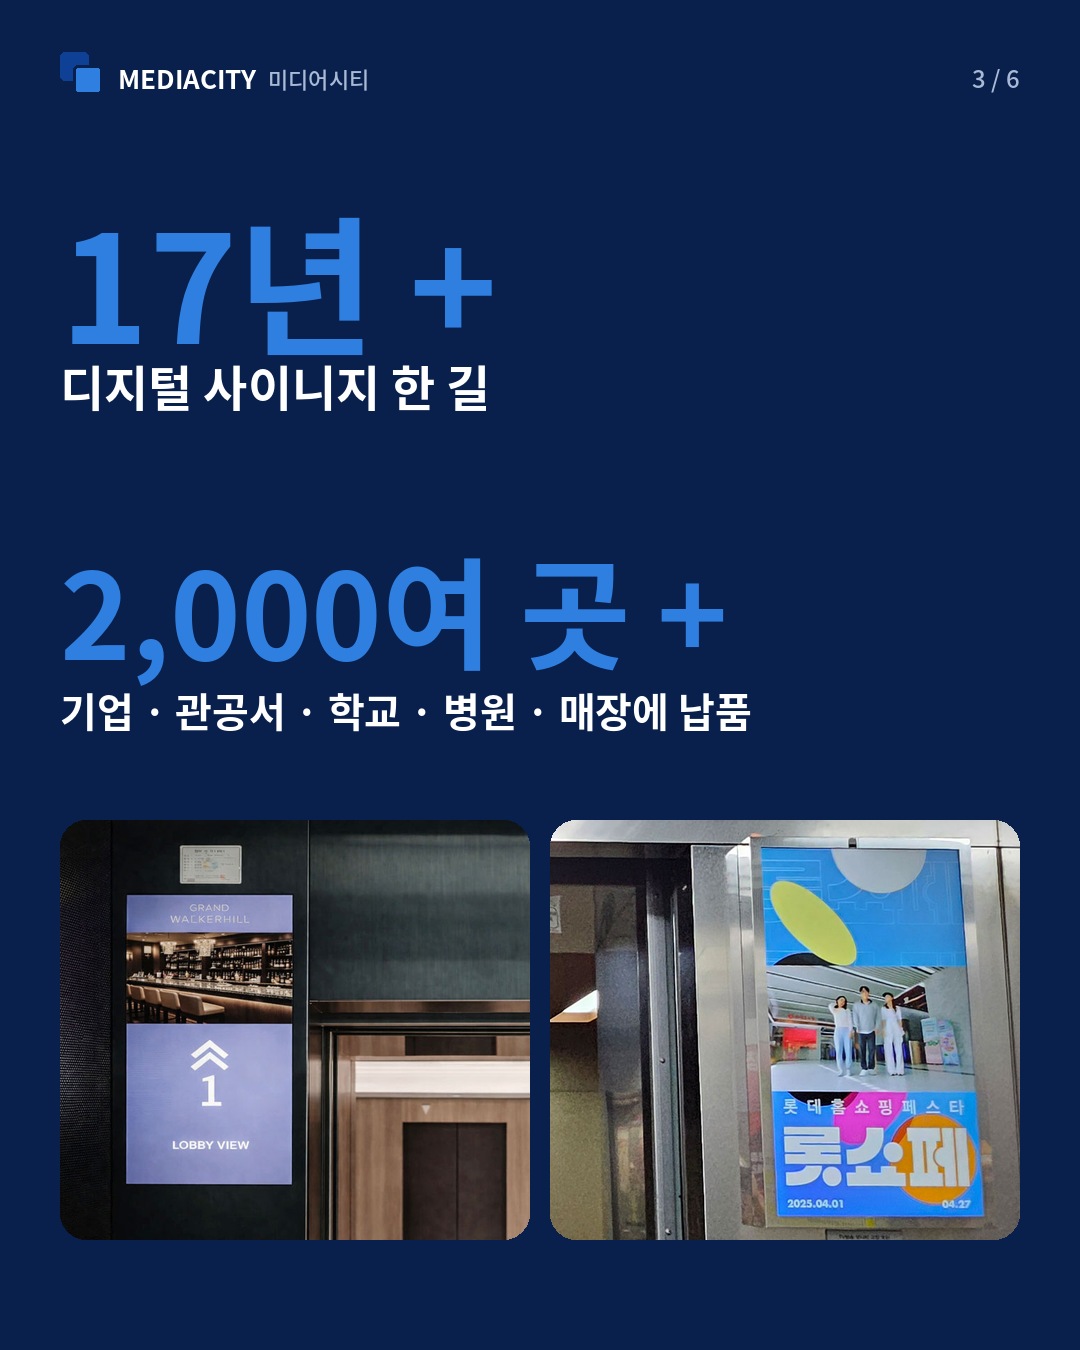 MEDIACITY 미디어시티
3 / 6
17년 +
디지털 사이니지 한 길
2,000여 곳 +
기업 · 관공서 · 학교 · 병원 · 매장에 납품
GRAND
WALKERHILL
1
LOBBY VIEW
롯데홈쇼핑페스타
롯쇼페
2025.04.01
04.27